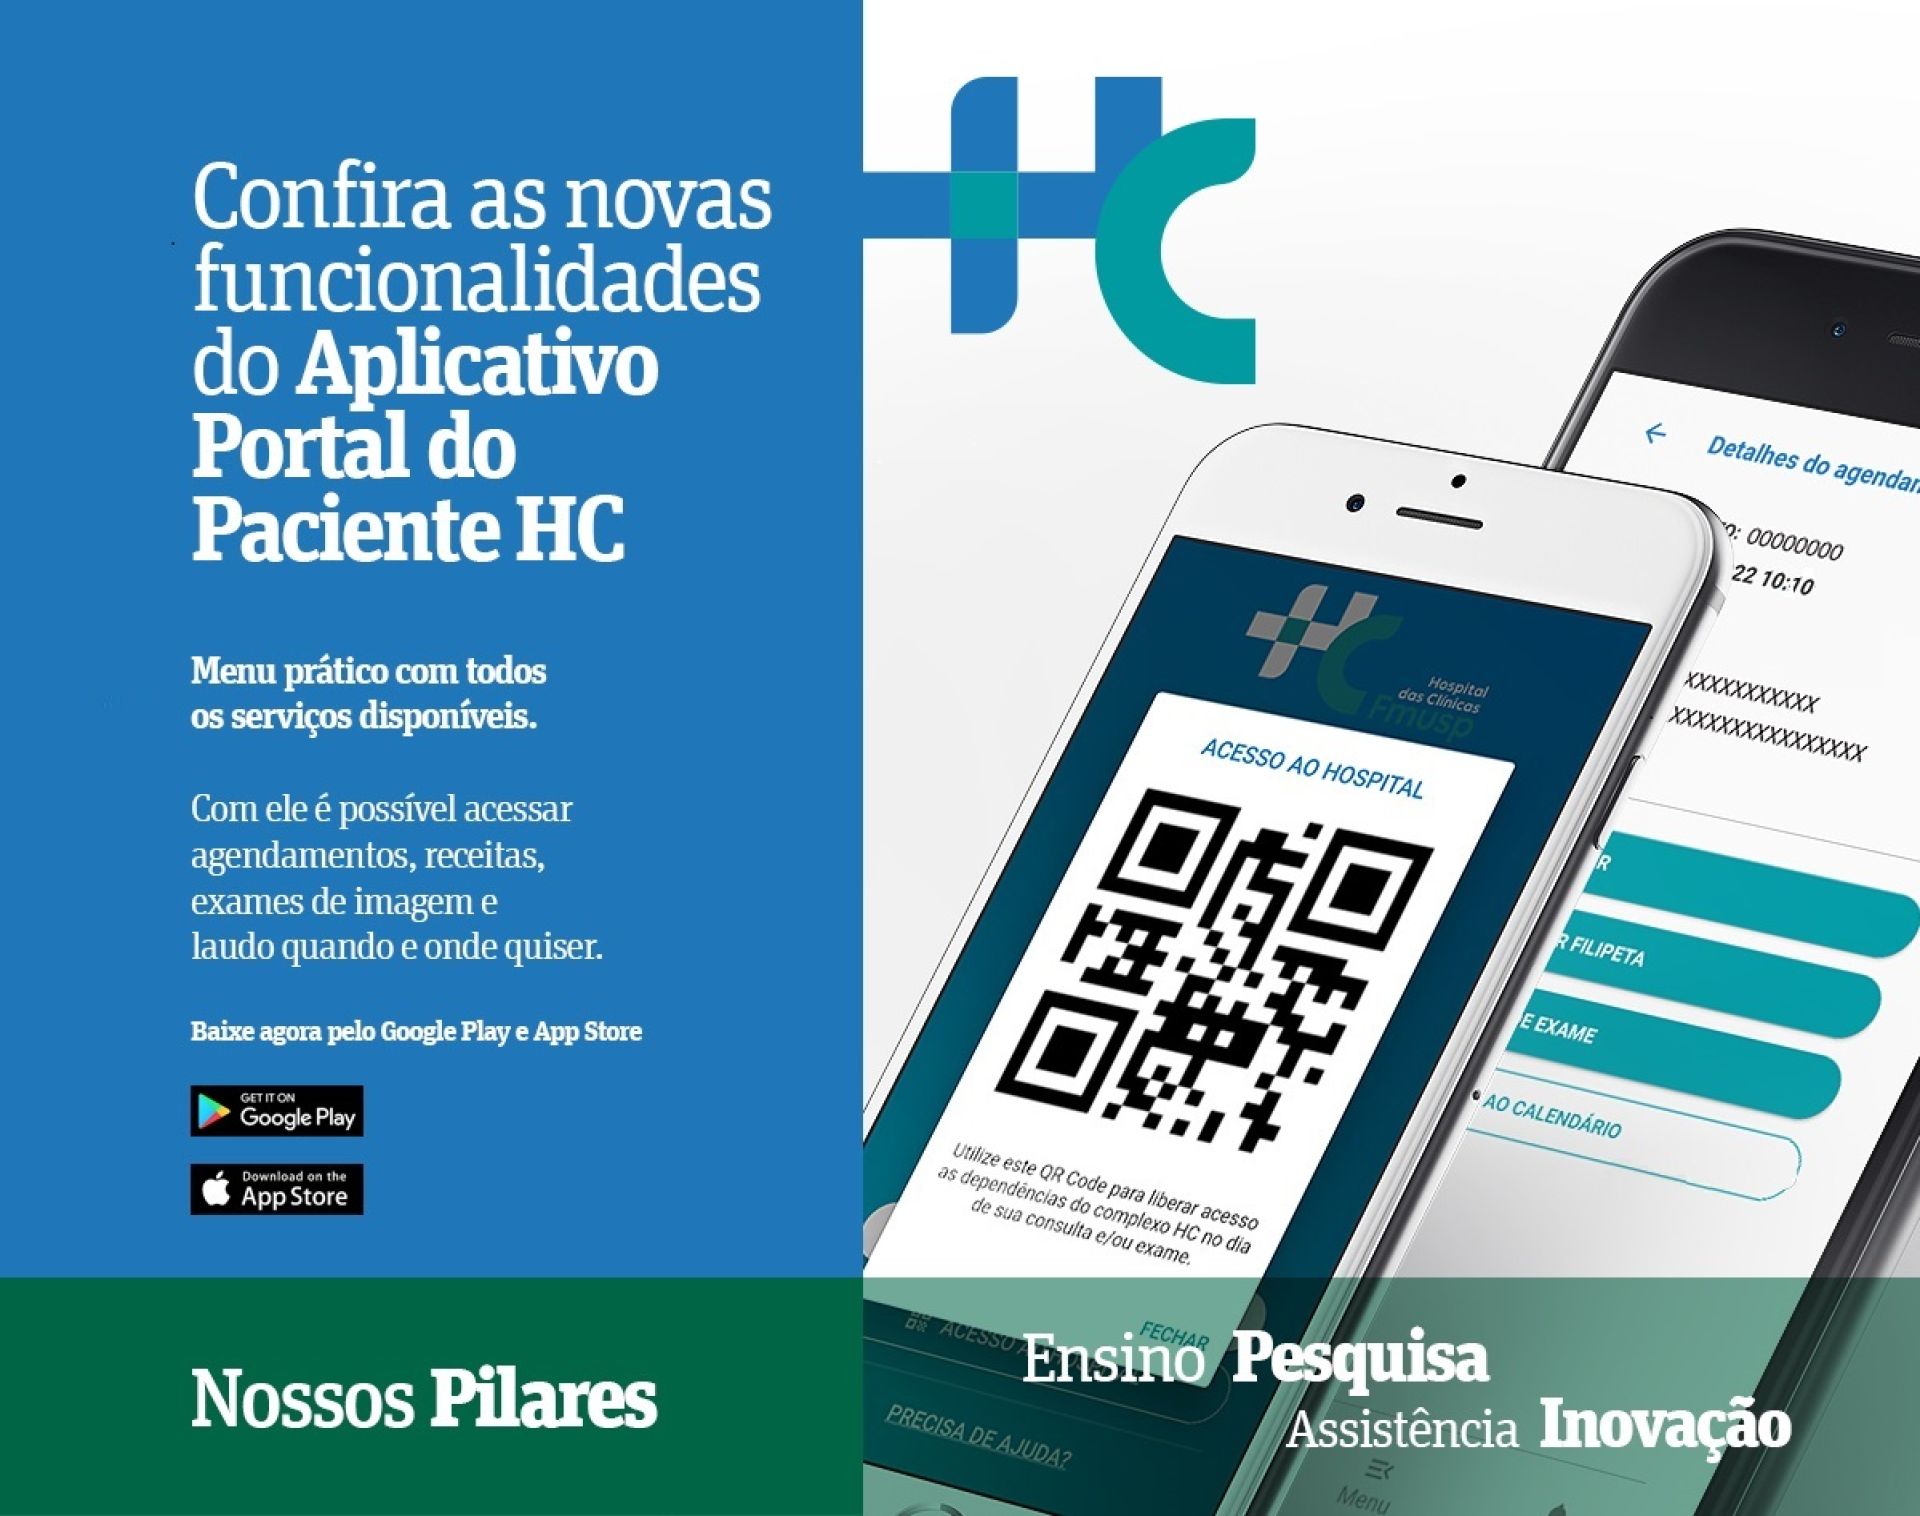 Confira as novas
funcionalidades
do Aplicativo
Portal do
Paciente HC
Menu prático com todos
os serviços disponíveis.
Com ele é possível acessar
agendamentos, receitas,
exames de imagem e
laudo quando e onde quiser.
Baixe agora pelo Google Play e App Store
GET IT ON
Google Play
Download on the
App Store
HC
HC
Hospital
das Clínicas
Fmusp
ACESSO AO HOSPITAL
Utilize este QR Code para liberar acesso
as dependências do complexo HC no dia
de sua consulta e/ou exame.
FECHAR
ACESSO
PRECISA DE AJUDA?
Detalhes do agendam
o: 00000000
22 10:10
XXXXXXXXXXXX
XXXXXXXXXXXXXXXX
R
R FILIPETA
E EXAME
AO CALENDÁRIO
Menu
Nossos Pilares
Ensino Pesquisa
Assistência Inovação